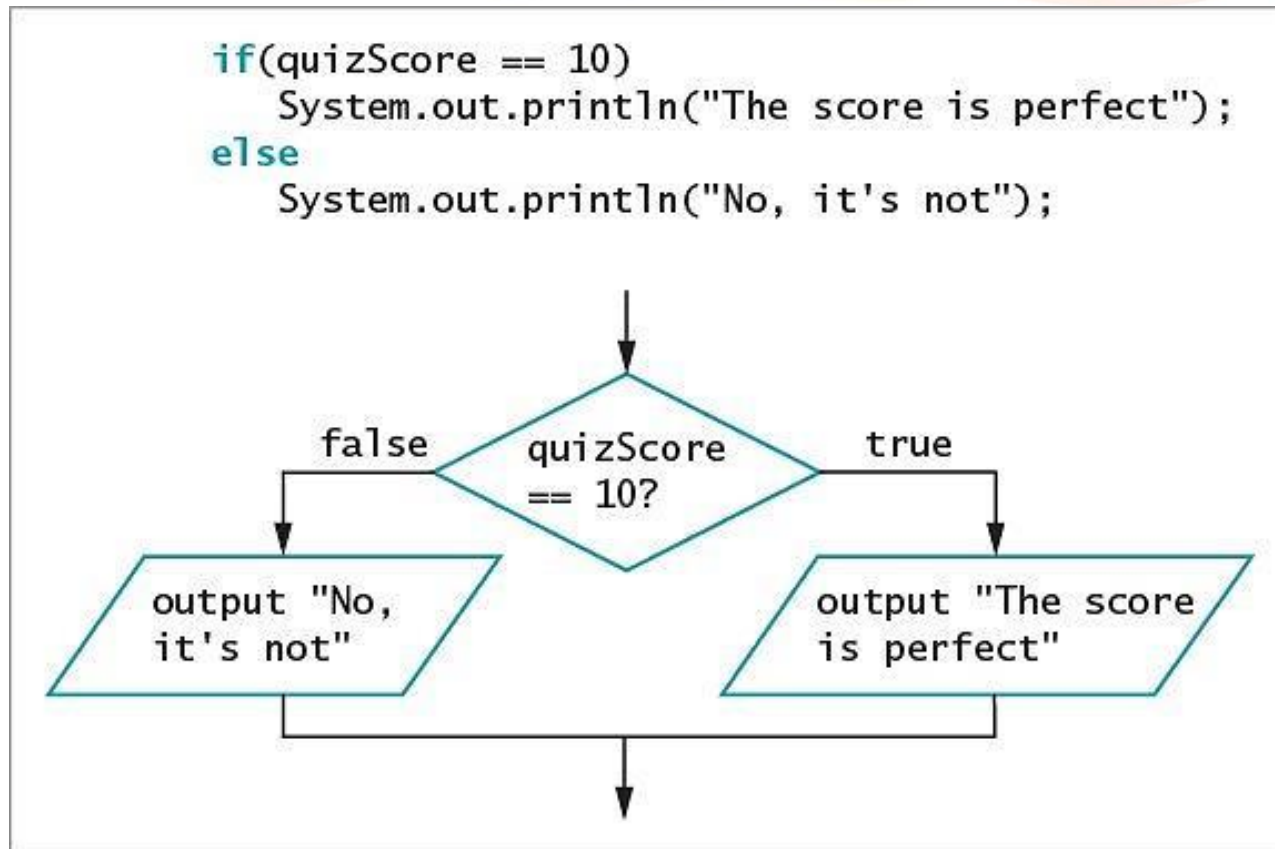 if(quizScore == 10)
System.out.println("The score is perfect");
else
System.out.println("No, it's not");
false
quizScore
== 10?
true
output "No,
it's not"
output "The score
is perfect"